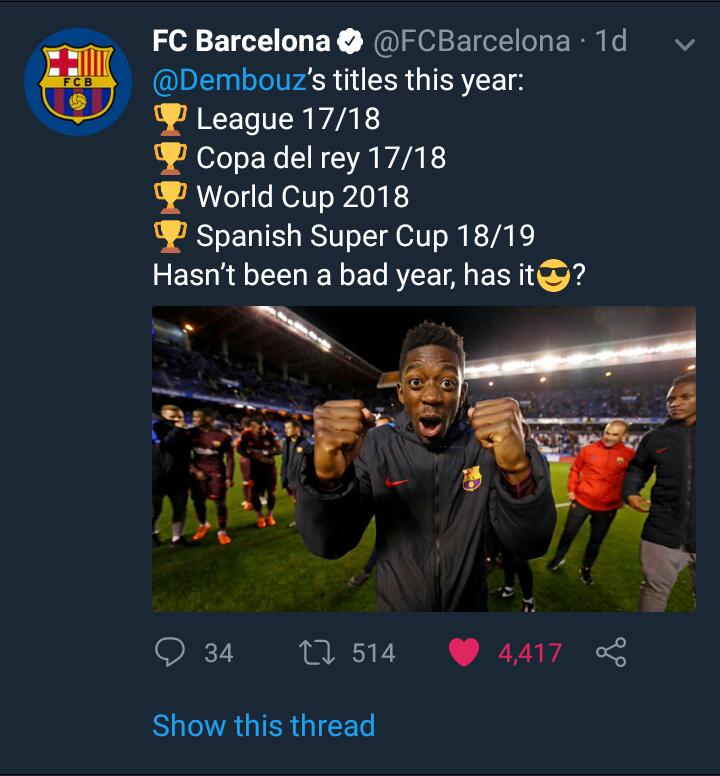 FC Barcelona @FCBarcelona · 1d
@Dembouz's titles this year:
🏆 League 17/18
🏆 Copa del rey 17/18
🏆 World Cup 2018
🏆 Spanish Super Cup 18/19
Hasn't been a bad year, has it😎?
34 514 4,417
Show this thread
FCB